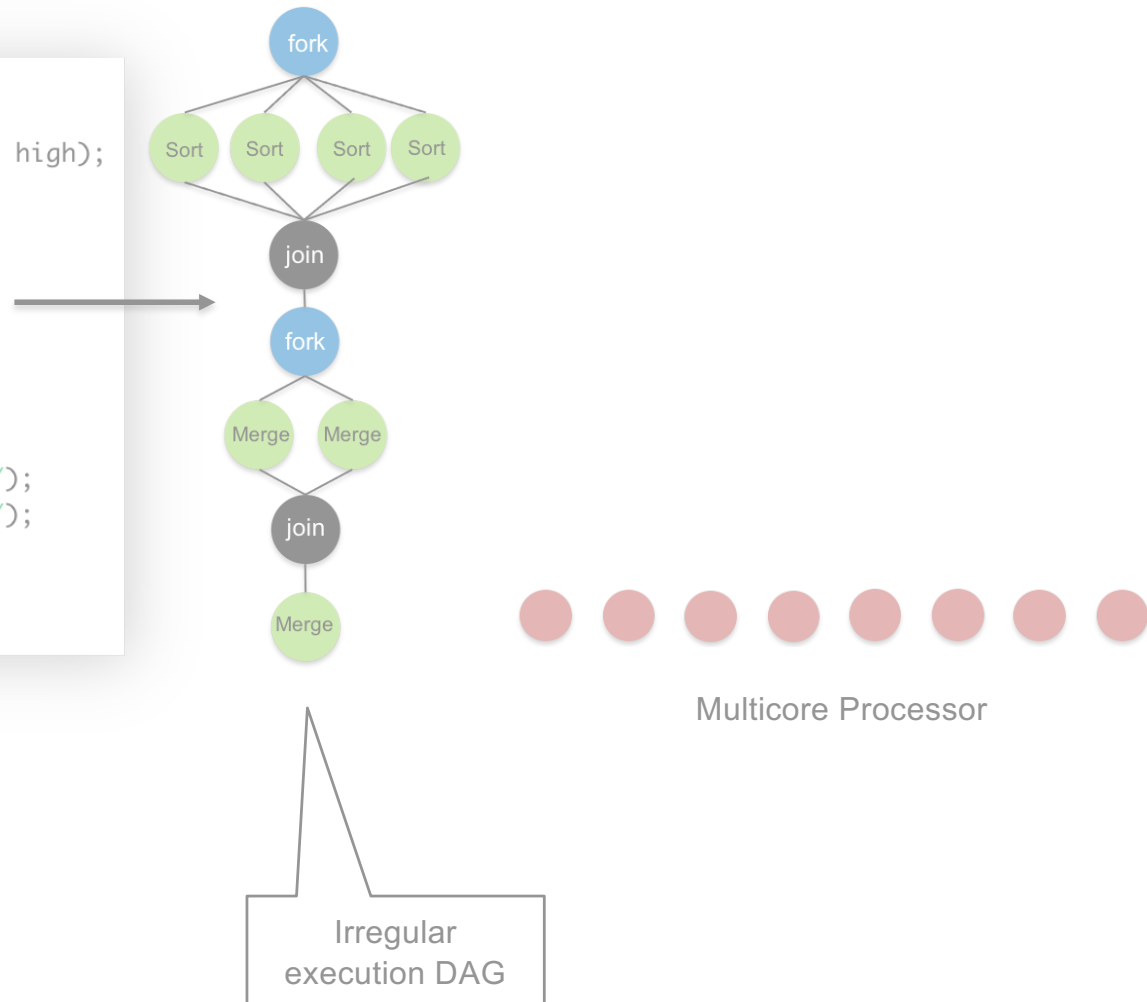 fork
high);
Sort Sort Sort Sort
join
fork
Merge Merge
);
);
join
Merge
Multicore Processor
Irregular
execution DAG